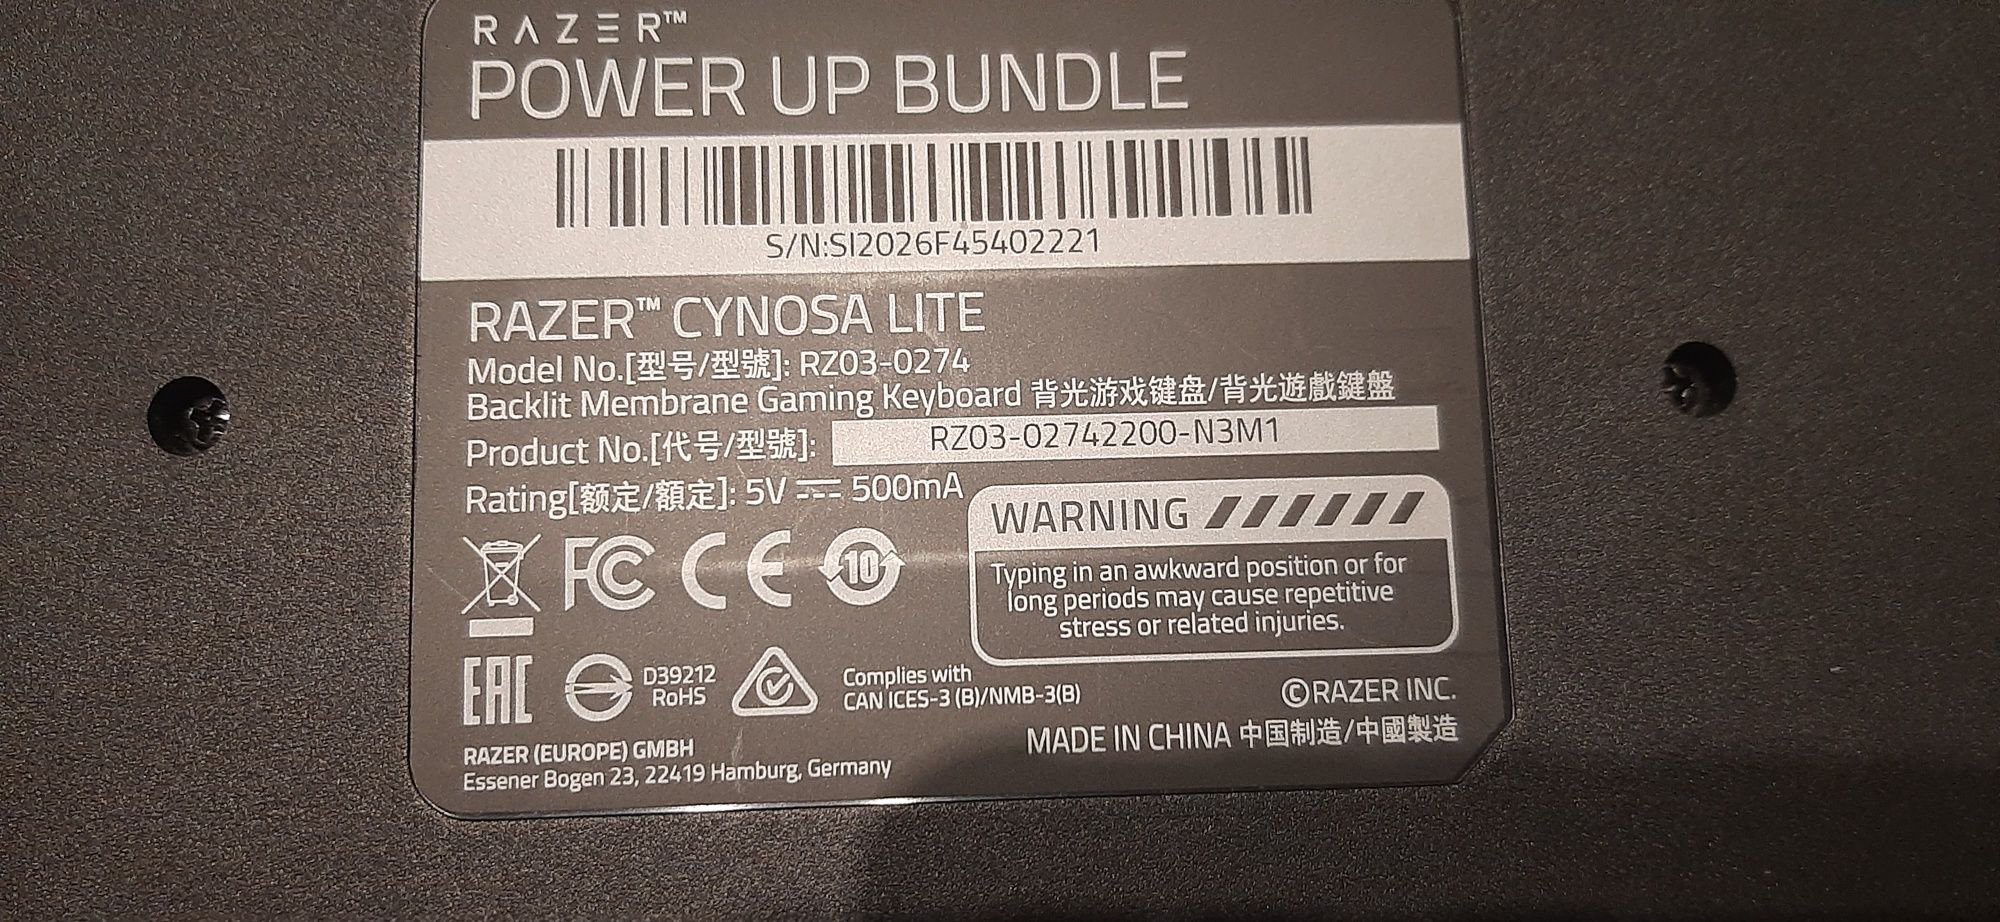 RAZER™
POWER UP BUNDLE
S/N:SI2026F45402221
RAZER™ CYNOSA LITE
Model No.[型号/型號]: RZ03-0274
Backlit Membrane Gaming Keyboard 背光游戏键盘/背光遊戲鍵盤
Product No.[代号/型號]: RZ03-02742200-N3M1
Rating[额定/額定]: 5V ⎓ 500mA
WARNING
Typing in an awkward position or for
long periods may cause repetitive
stress or related injuries.
FC CE 10
EAC
D39212
RoHS
Complies with
CAN ICES-3 (B)/NMB-3(B)
©RAZER INC.
MADE IN CHINA 中国制造/中國製造
RAZER (EUROPE) GMBH
Essener Bogen 23, 22419 Hamburg, Germany